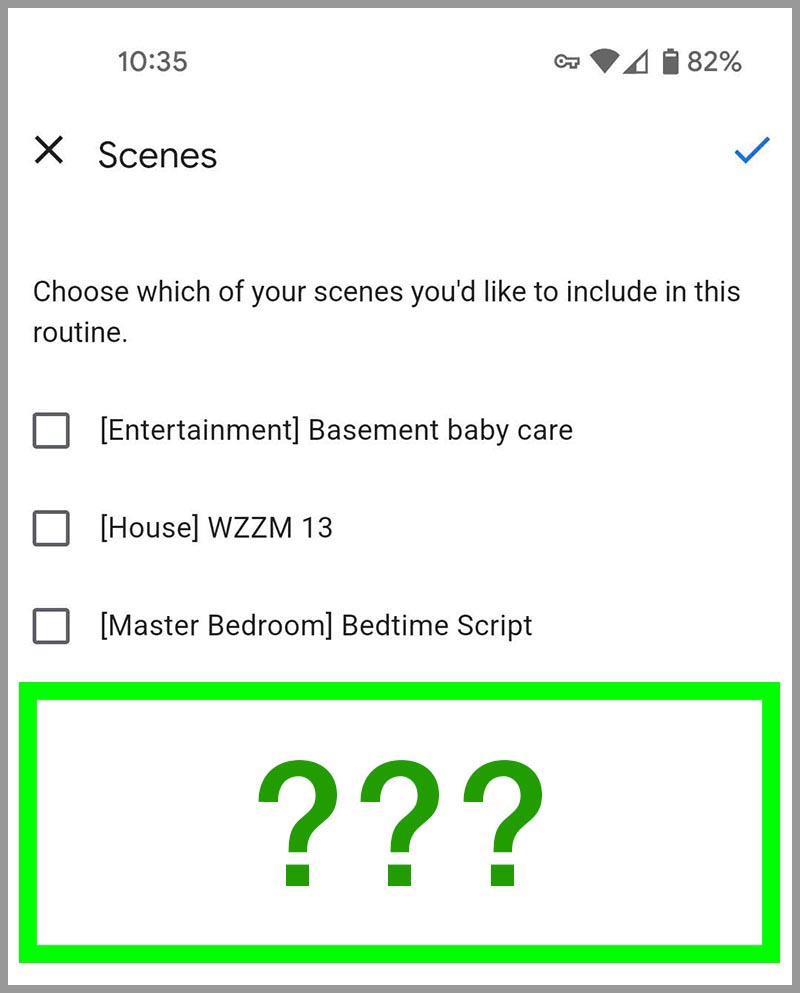 10:35 82%
Scenes
Choose which of your scenes you'd like to include in this
routine.
[Entertainment] Basement baby care
[House] WZZM 13
[Master Bedroom] Bedtime Script
???